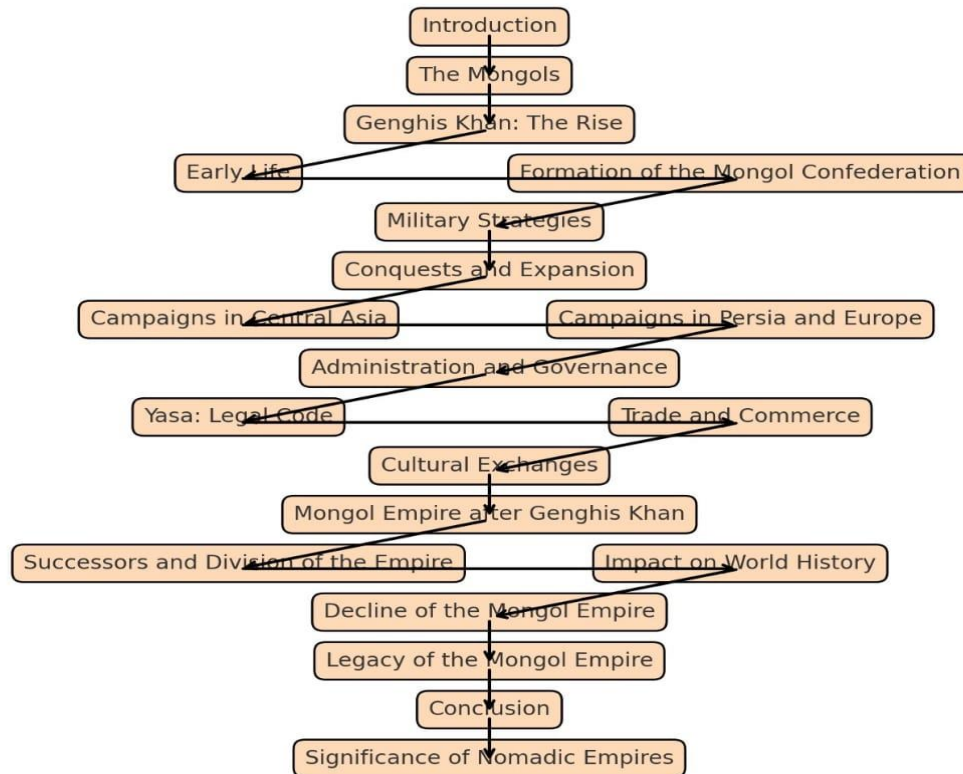 Introduction
The Mongols
Genghis Khan: The Rise
Early Life
Formation of the Mongol Confederation
Military Strategies
Conquests and Expansion
Campaigns in Central Asia
Campaigns in Persia and Europe
Administration and Governance
Yasa: Legal Code
Trade and Commerce
Cultural Exchanges
Mongol Empire after Genghis Khan
Successors and Division of the Empire
Impact on World History
Decline of the Mongol Empire
Legacy of the Mongol Empire
Conclusion
Significance of Nomadic Empires